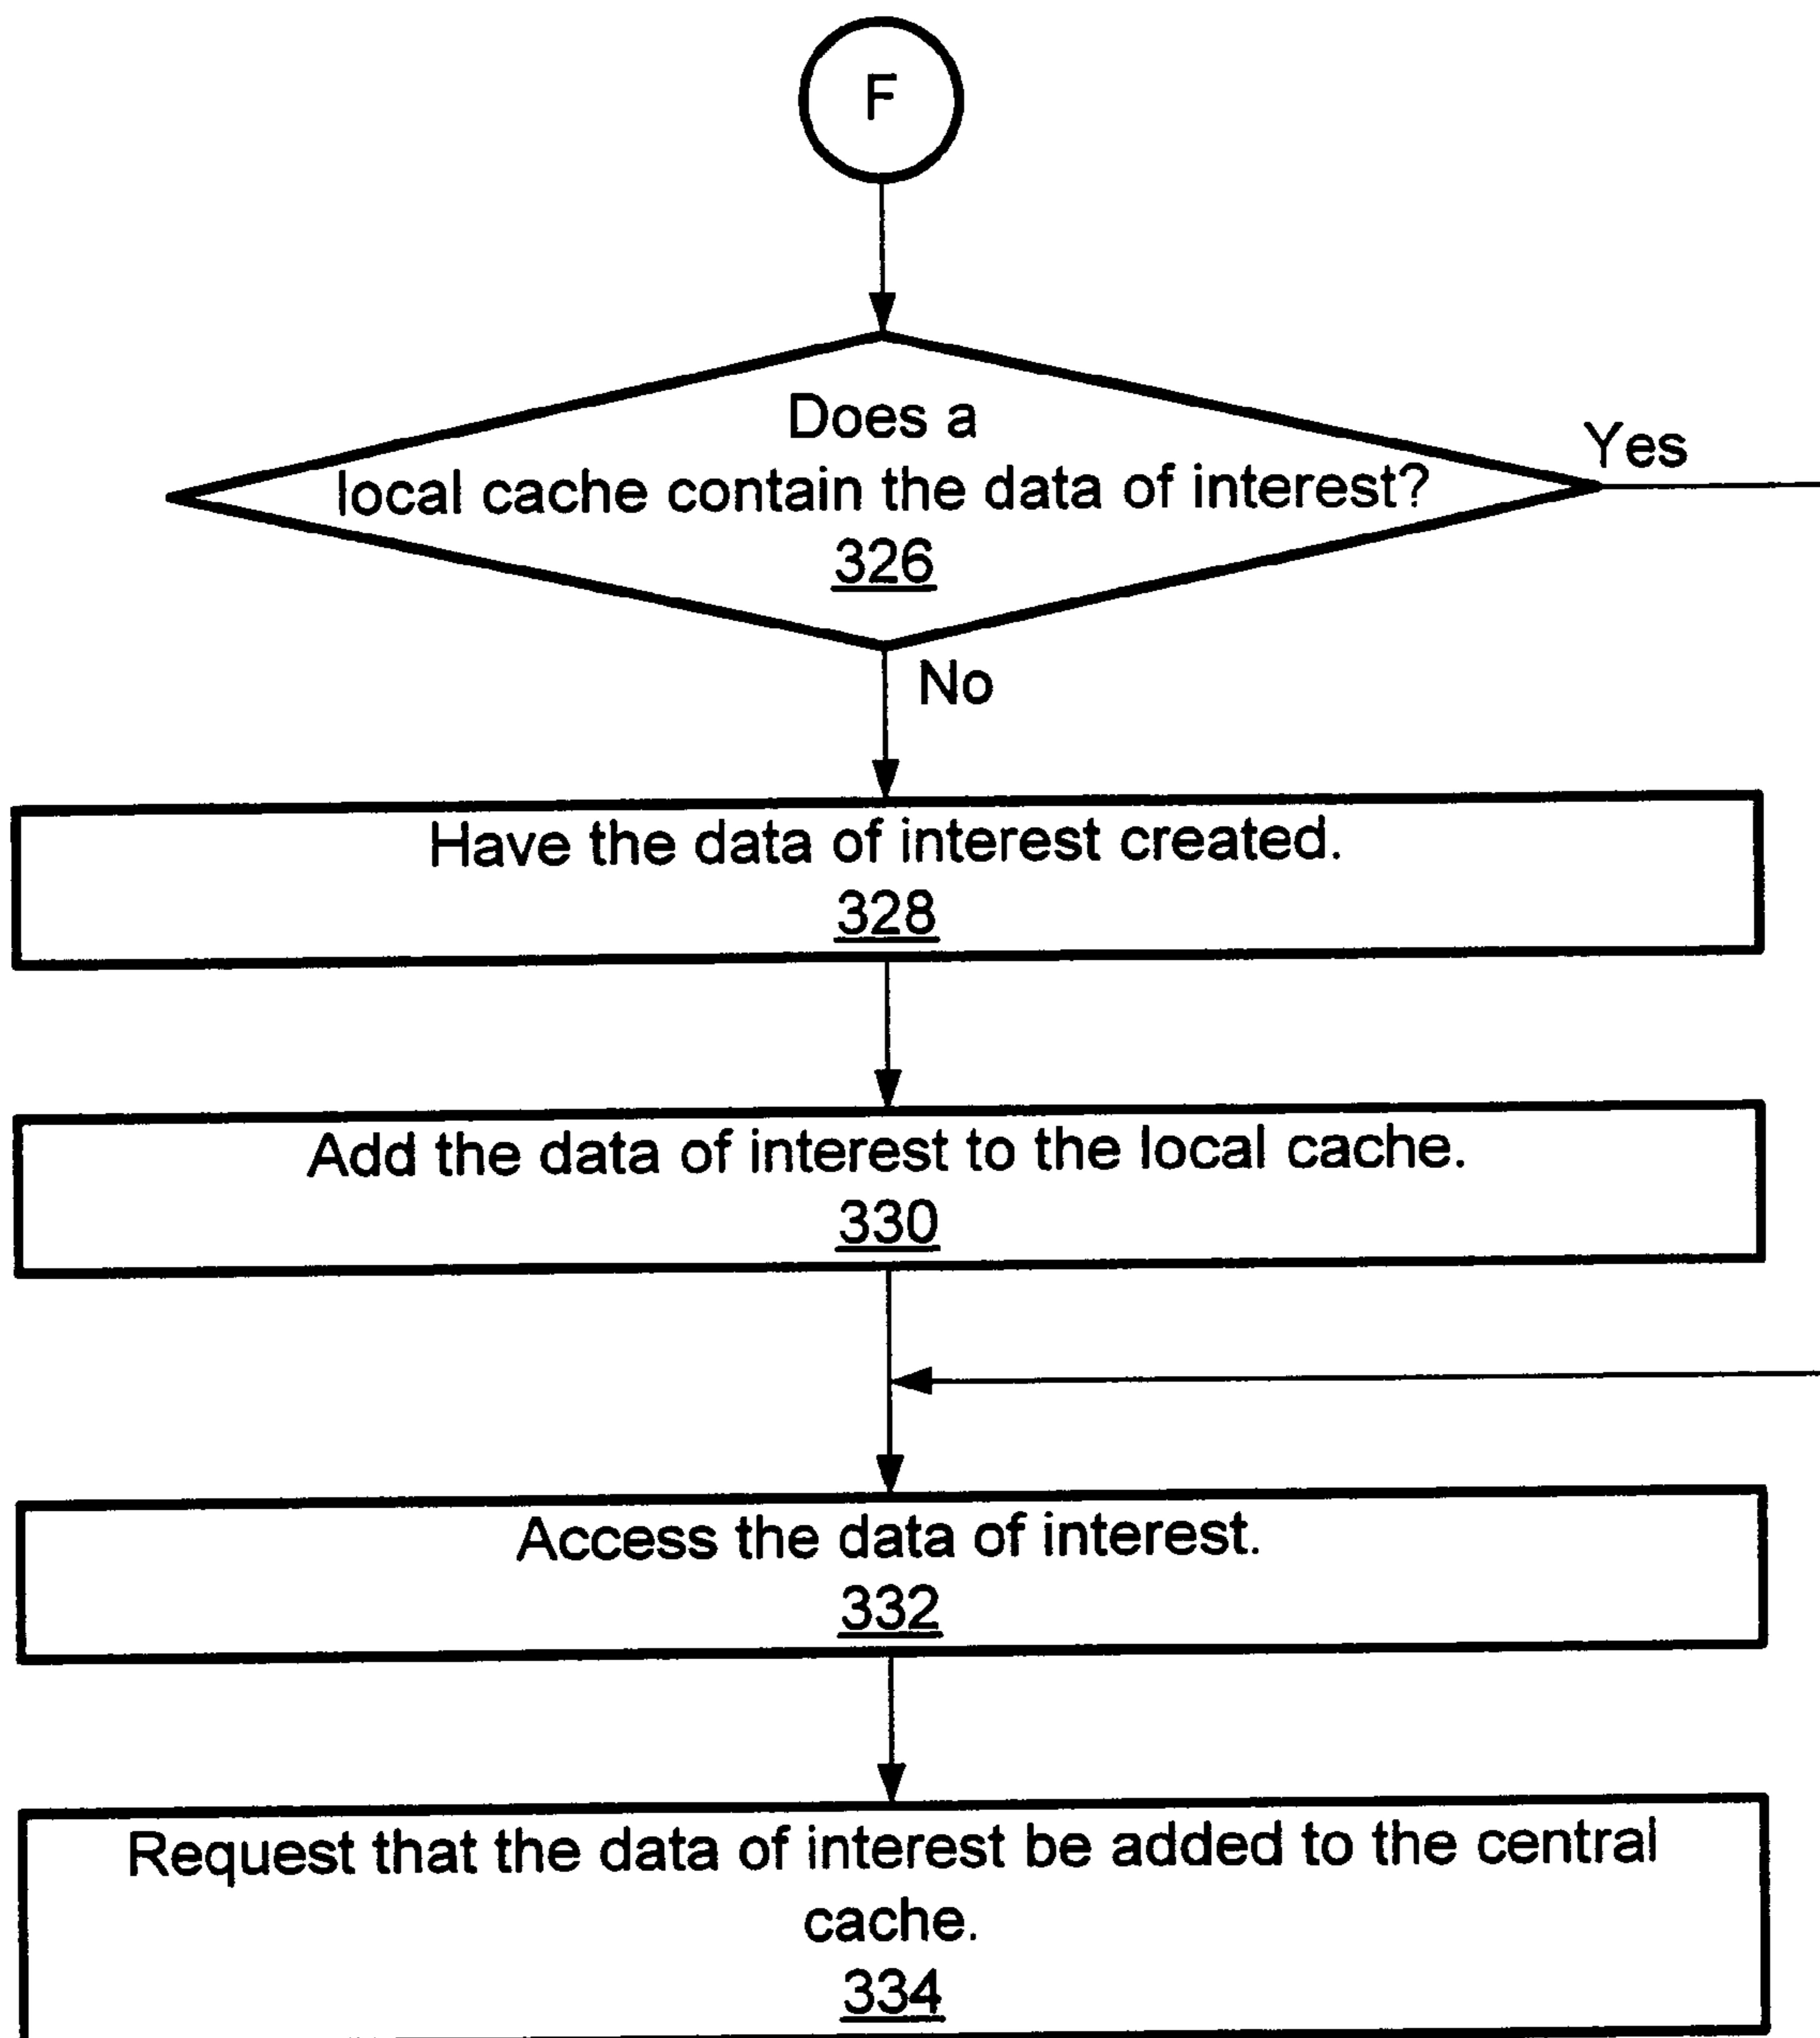 F
Does a
local cache contain the data of interest?
326
Yes
No
Have the data of interest created.
328
Add the data of interest to the local cache.
330
Access the data of interest.
332
Request that the data of interest be added to the central
cache.
334